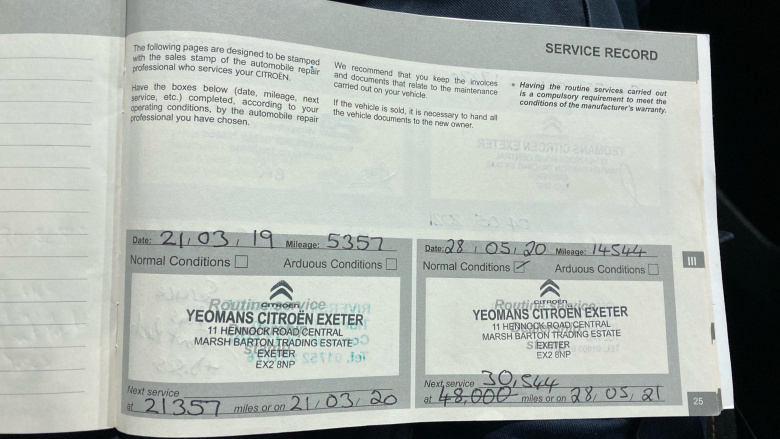 SERVICE RECORD
The following pages are designed to be stamped
with the sales stamp of the automobile repair
professional who services your CITROËN.
Have the boxes below (date, mileage, next
service, etc.) completed, according to your
operating conditions, by the automobile repair
professional you have chosen.
We recommend that you keep the invoices
and documents that relate to the maintenance
carried out on your vehicle.
If the vehicle is sold, it is necessary to hand all
the vehicle documents to the new owner.
* Having the routine services carried out
is a compulsory requirement to meet the
conditions of the manufacturer's warranty.
Date: 21, 03, 19 Mileage: 5357
Normal Conditions Arduous Conditions
CITROËN
Routine service
YEOMANS CITROËN EXETER
11 HENNOCK ROAD CENTRAL
MARSH BARTON TRADING ESTATE
EXETER
EX2 8NP
Next service
at 21357 miles or on 21, 03, 20
Date: 28, 05, 20 Mileage: 14544
Normal Conditions Arduous Conditions
CITROËN
Routine service
YEOMANS CITROËN EXETER
11 HENNOCK ROAD CENTRAL
MARSH BARTON TRADING ESTATE
EXETER
EX2 8NP
Next service 30,544
at 48,000 miles or on 28, 05, 21
III
25